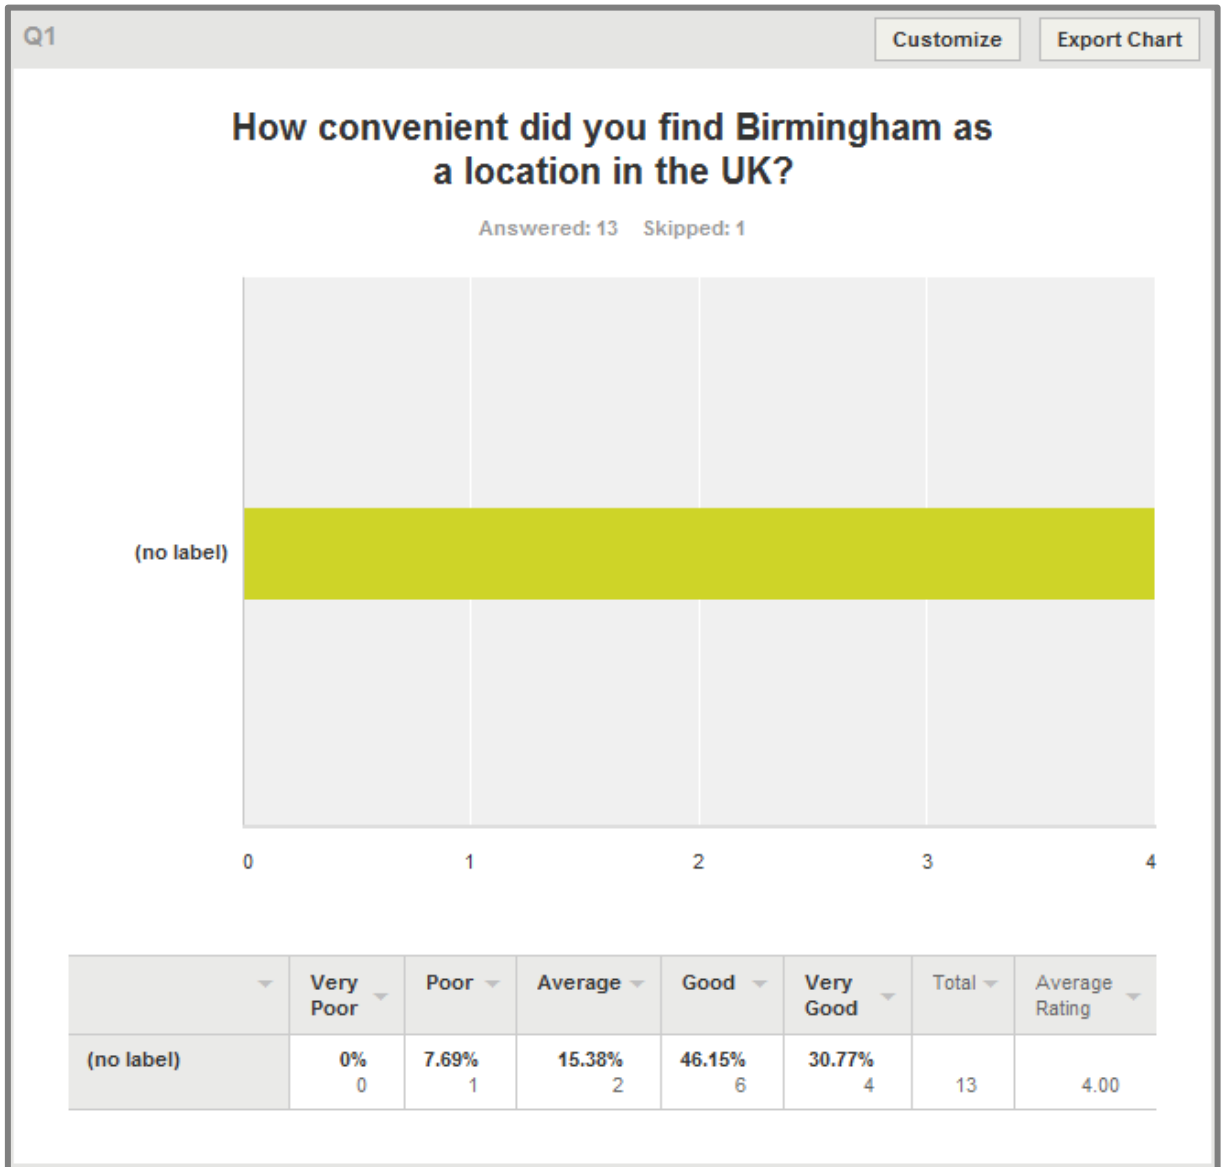 Q1
Customize
Export Chart
How convenient did you find Birmingham as
a location in the UK?
Answered: 13 Skipped: 1
(no label)
0 1 2 3 4
Very Poor Poor Average Good Very Good Total Average Rating
(no label) 0% 7.69% 15.38% 46.15% 30.77%
0 1 2 6 4 13 4.00